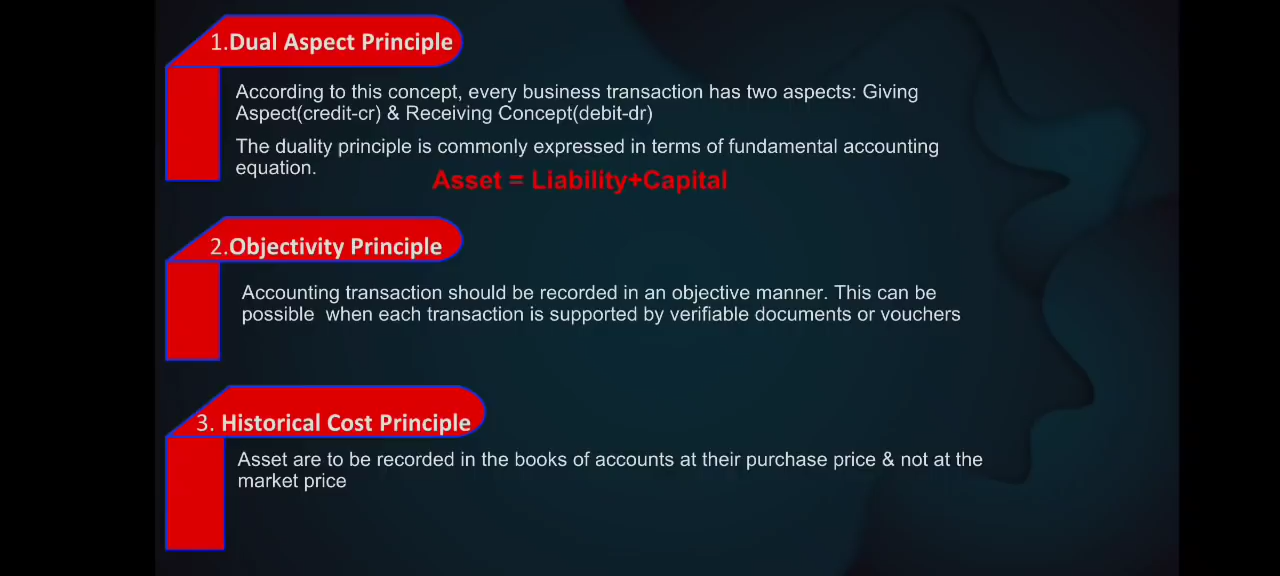 1.Dual Aspect Principle
According to this concept, every business transaction has two aspects: Giving
Aspect(credit-cr) & Receiving Concept(debit-dr)
The duality principle is commonly expressed in terms of fundamental accounting
equation.
Asset = Liability+Capital
2.Objectivity Principle
Accounting transaction should be recorded in an objective manner. This can be
possible  when each transaction is supported by verifiable documents or vouchers
3. Historical Cost Principle
Asset are to be recorded in the books of accounts at their purchase price & not at the
market price